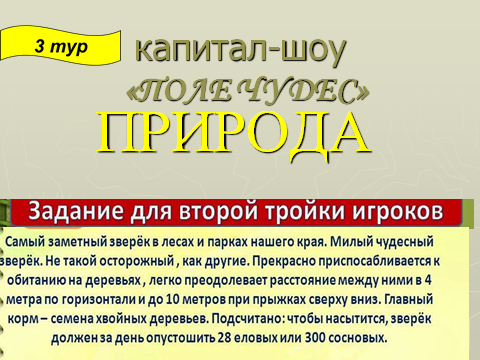 3 тур
капитал-шоу
«ПОЛЕ ЧУДЕС»
ПРИРОДА
Задание для второй тройки игроков
Самый заметный зверёк в лесах и парках нашего края. Милый чудесный
зверёк. Не такой осторожный , как другие. Прекрасно приспосабливается к
обитанию на деревьях , легко преодолевает расстояние между ними в 4
метра по горизонтали и до 10 метров при прыжках сверху вниз. Главный
корм – семена хвойных деревьев. Подсчитано: чтобы насытится, зверёк
должен за день опустошить 28 еловых или 300 сосновых.